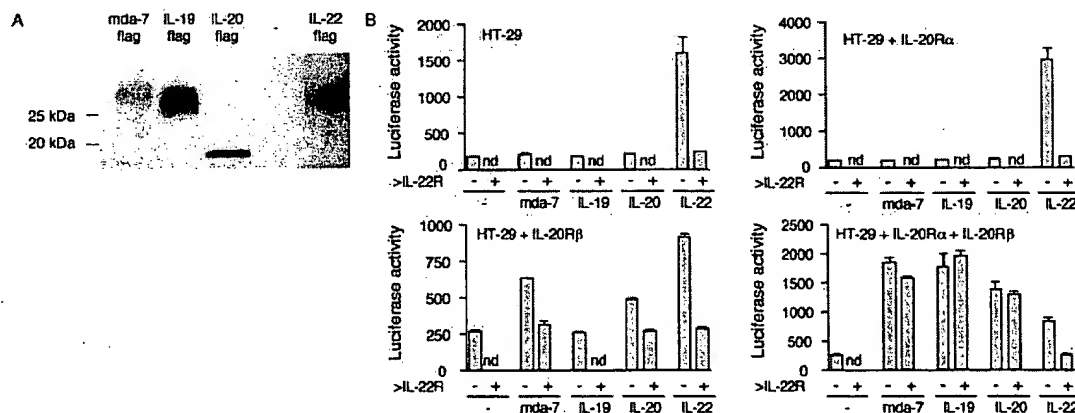 A
mda-7 IL-19 IL-20 IL-22
flag flag flag flag
25 kDa
20 kDa
B
HT-29
Luciferase activity
2000
1500
1000
500
0
nd nd nd nd
>IL-22R - + - + - + - + - +
- mda-7 IL-19 IL-20 IL-22
HT-29 + IL-20Rα
Luciferase activity
4000
3000
2000
1000
0
nd
>IL-22R - + - + - + - + - +
- mda-7 IL-19 IL-20 IL-22
HT-29 + IL-20Rβ
Luciferase activity
1000
750
500
250
0
nd nd
>IL-22R - + - + - + - + - +
- mda-7 IL-19 IL-20 IL-22
HT-29 + IL-20Rα + IL-20Rβ
Luciferase activity
2500
2000
1500
1000
500
0
nd
>IL-22R - + - + - + - + - +
- mda-7 IL-19 IL-20 IL-22